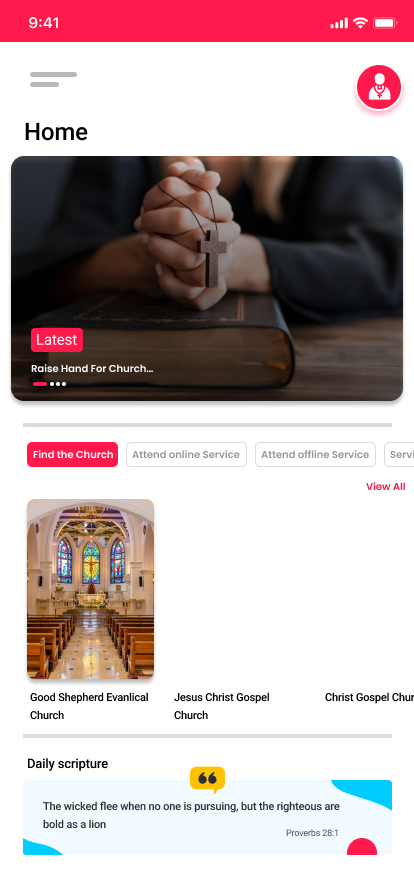 9:41
Home
Latest
Raise Hand For Church...
Find the Church
Attend online Service
Attend offline Service
Servi
View All
Good Shepherd Evanlical
Church
Jesus Christ Gospel
Church
Christ Gospel Chur
Daily scripture
The wicked flee when no one is pursuing, but the righteous are
bold as a lion
Proverbs 28:1